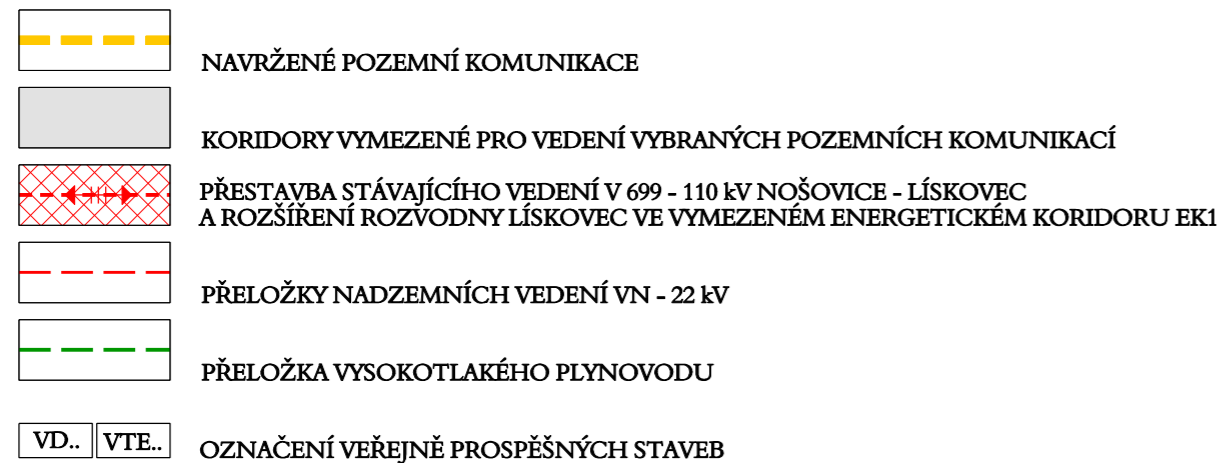 NAVRŽENÉ POZEMNÍ KOMUNIKACE
KORIDORY VYMEZENÉ PRO VEDENÍ VYBRANÝCH POZEMNÍCH KOMUNIKACÍ
PŘESTAVBA STÁVAJÍCÍHO VEDENÍ V 699 - 110 kV NOŠOVICE - LÍSKOVEC
A ROZŠÍŘENÍ ROZVODNY LÍSKOVEC VE VYMEZENÉM ENERGETICKÉM KORIDORU EK1
PŘELOŽKY NADZEMNÍCH VEDENÍ VN - 22 kV
PŘELOŽKA VYSOKOTLAKÉHO PLYNOVODU
VD.. VTE.. OZNAČENÍ VEŘEJNĚ PROSPĚŠNÝCH STAVEB